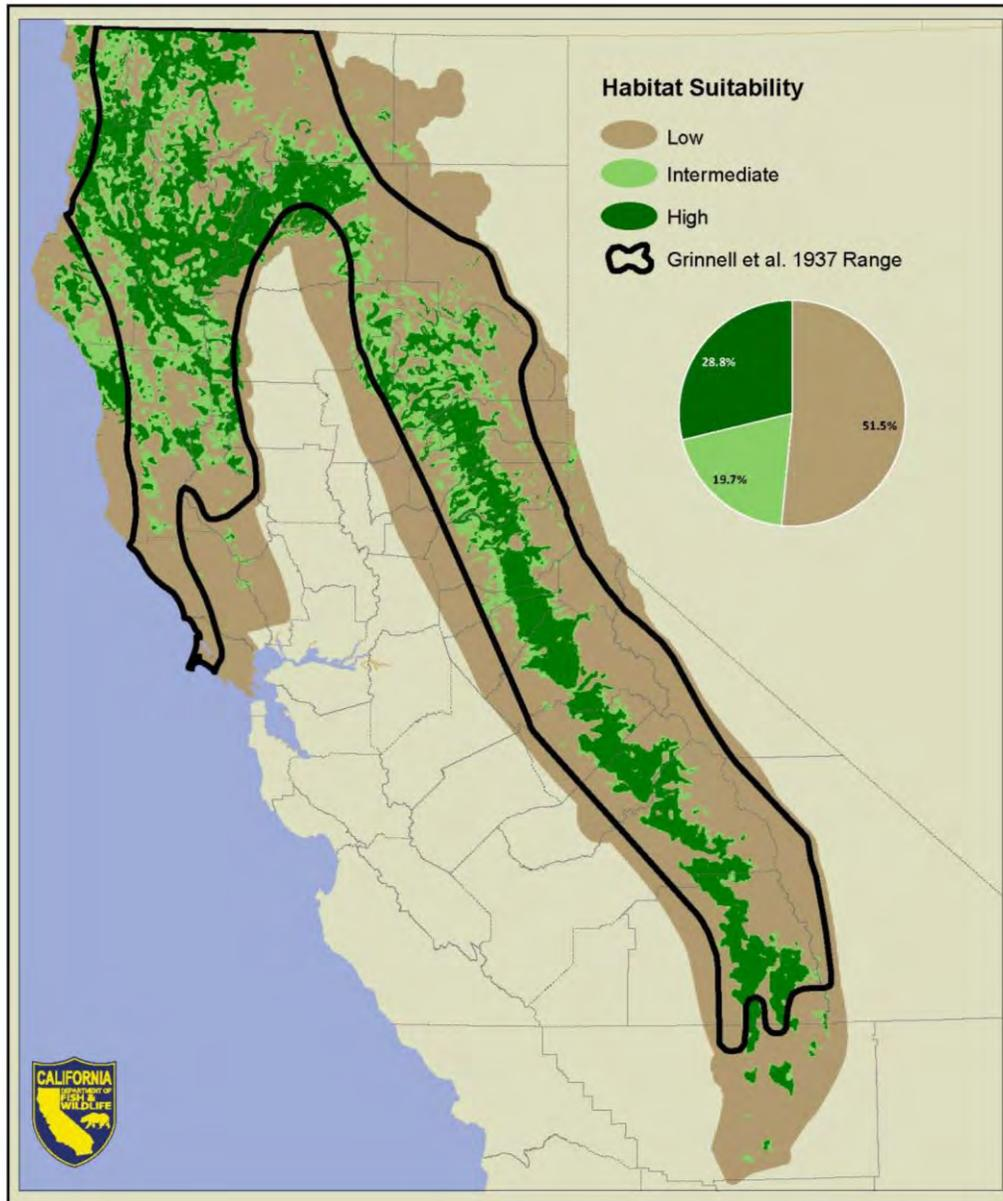 Habitat Suitability
Low
Intermediate
High
Grinnell et al. 1937 Range
28.8%
51.5%
19.7%
CALIFORNIA
DEPARTMENT OF
FISH &
WILDLIFE